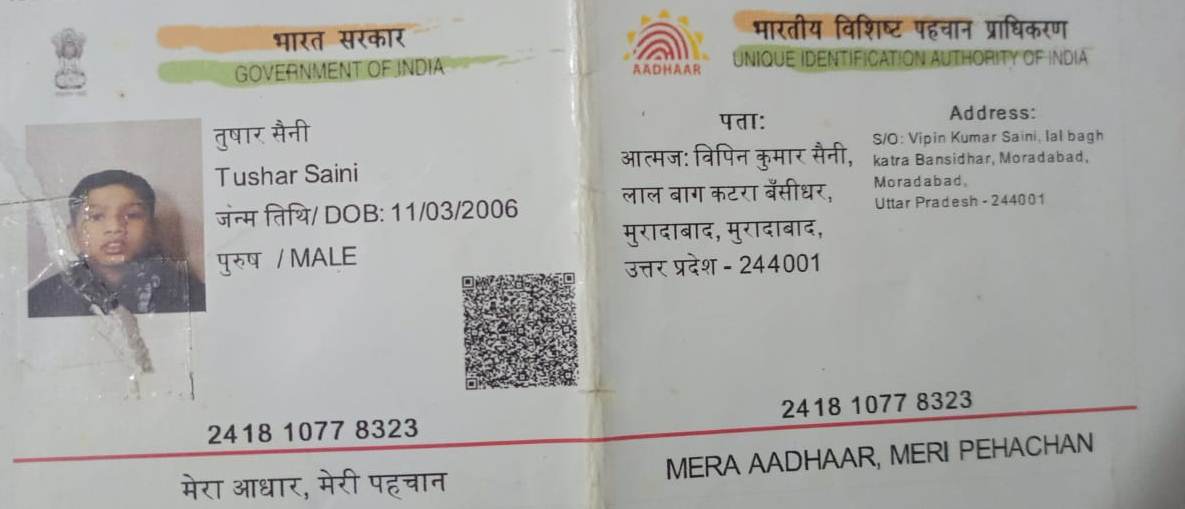 भारत सरकार
GOVERNMENT OF INDIA
तुषार सैनी
Tushar Saini
जन्म तिथि/ DOB: 11/03/2006
पुरुष / MALE
2418 1077 8323
मेरा आधार, मेरी पहचान
भारतीय विशिष्ट पहचान प्राधिकरण
UNIQUE IDENTIFICATION AUTHORITY OF INDIA
AADHAAR
पता:
आत्मज: विपिन कुमार सैनी,
लाल बाग कटरा बँसीधर,
मुरादाबाद, मुरादाबाद,
उत्तर प्रदेश - 244001
Address:
S/O: Vipin Kumar Saini, lal bagh
katra Bansidhar, Moradabad,
Moradabad,
Uttar Pradesh - 244001
2418 1077 8323
MERA AADHAAR, MERI PEHACHAN